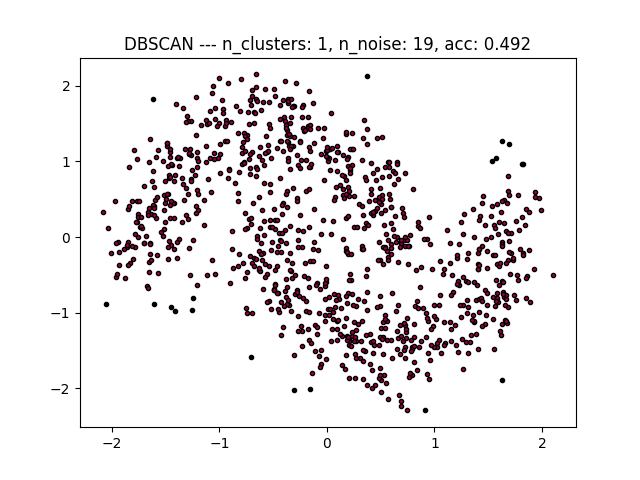 DBSCAN --- n_clusters: 1, n_noise: 19, acc: 0.492
2
1
0
−1
−2
−2 −1 0 1 2